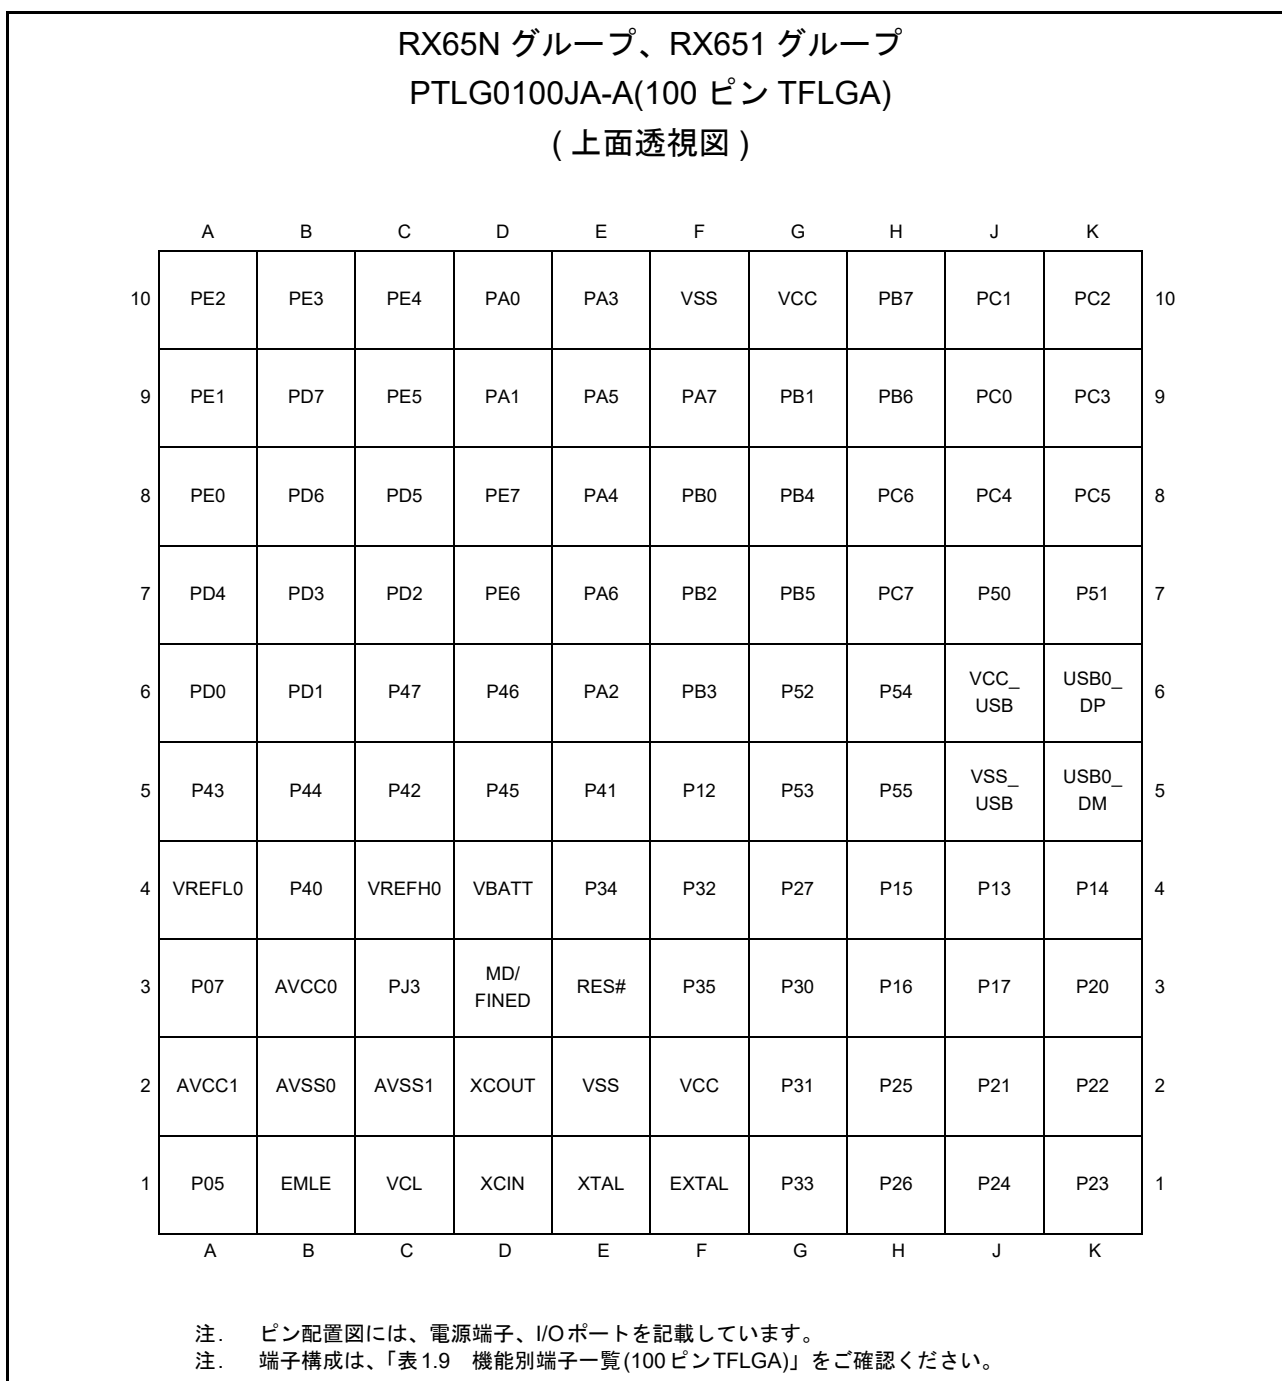 RX65N グループ、RX651 グループ
PTLG0100JA-A(100 ピン TFLGA)
( 上面透視図 )
A B C D E F G H J K
10 PE2 PE3 PE4 PA0 PA3 VSS VCC PB7 PC1 PC2 10
9 PE1 PD7 PE5 PA1 PA5 PA7 PB1 PB6 PC0 PC3 9
8 PE0 PD6 PD5 PE7 PA4 PB0 PB4 PC6 PC4 PC5 8
7 PD4 PD3 PD2 PE6 PA6 PB2 PB5 PC7 P50 P51 7
6 PD0 PD1 P47 P46 PA2 PB3 P52 P54 VCC_ USB USB0_ DP 6
5 P43 P44 P42 P45 P41 P12 P53 P55 VSS_ USB USB0_ DM 5
4 VREFL0 P40 VREFH0 VBATT P34 P32 P27 P15 P13 P14 4
3 P07 AVCC0 PJ3 MD/ FINED RES# P35 P30 P16 P17 P20 3
2 AVCC1 AVSS0 AVSS1 XCOUT VSS VCC P31 P25 P21 P22 2
1 P05 EMLE VCL XCIN XTAL EXTAL P33 P26 P24 P23 1
A B C D E F G H J K
注. ピン配置図には、電源端子、I/Oポートを記載しています。
注. 端子構成は、「表1.9 機能別端子一覧(100ピンTFLGA)」をご確認ください。